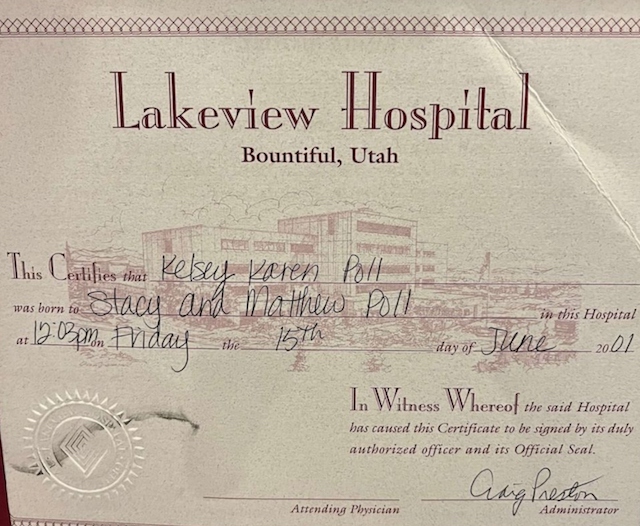 Lakeview Hospital
Bountiful, Utah
This Certifies that Kelsey Karen Poll
was born to Stacy and Matthew Poll in this Hospital
at 12:03pm on Friday the 15th day of June 2001
In Witness Whereof the said Hospital
has caused this Certificate to be signed by its duly
authorized officer and its Official Seal.
Craig Preston
Attending Physician Administrator